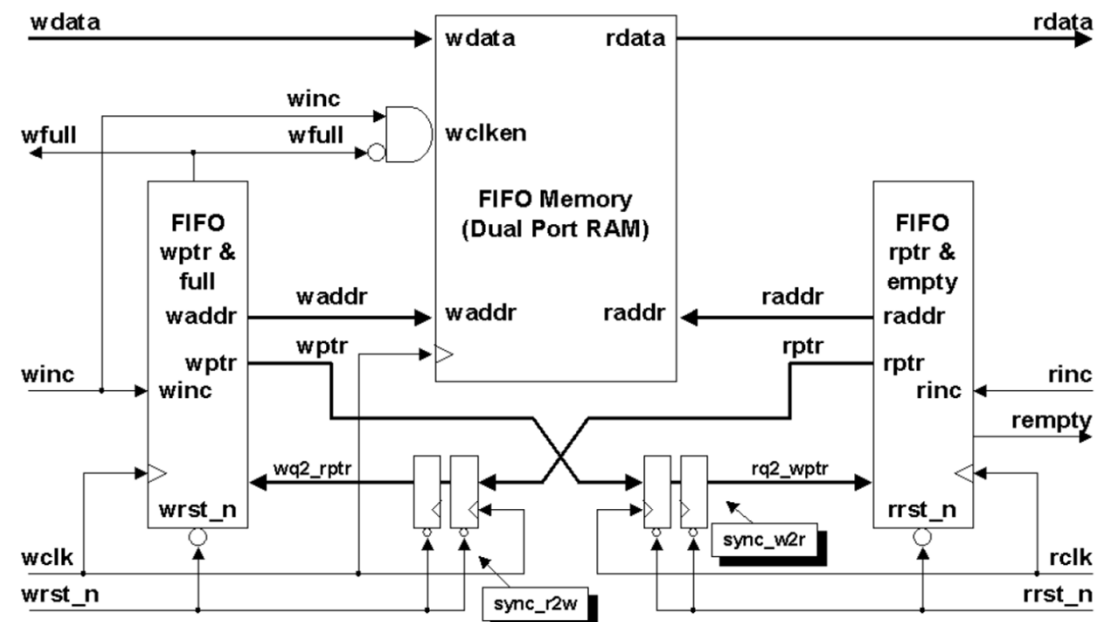 wdata
rdata
wdata
rdata
winc
wfull
wfull
wclken
FIFO Memory
(Dual Port RAM)
FIFO
wptr &
full
FIFO
rptr &
empty
waddr
waddr
waddr
raddr
raddr
raddr
wptr
wptr
rptr
rptr
winc
winc
rinc
rinc
rempty
wq2_rptr
rq2_wptr
wrst_n
rrst_n
sync_w2r
wclk
rclk
wrst_n
sync_r2w
rrst_n